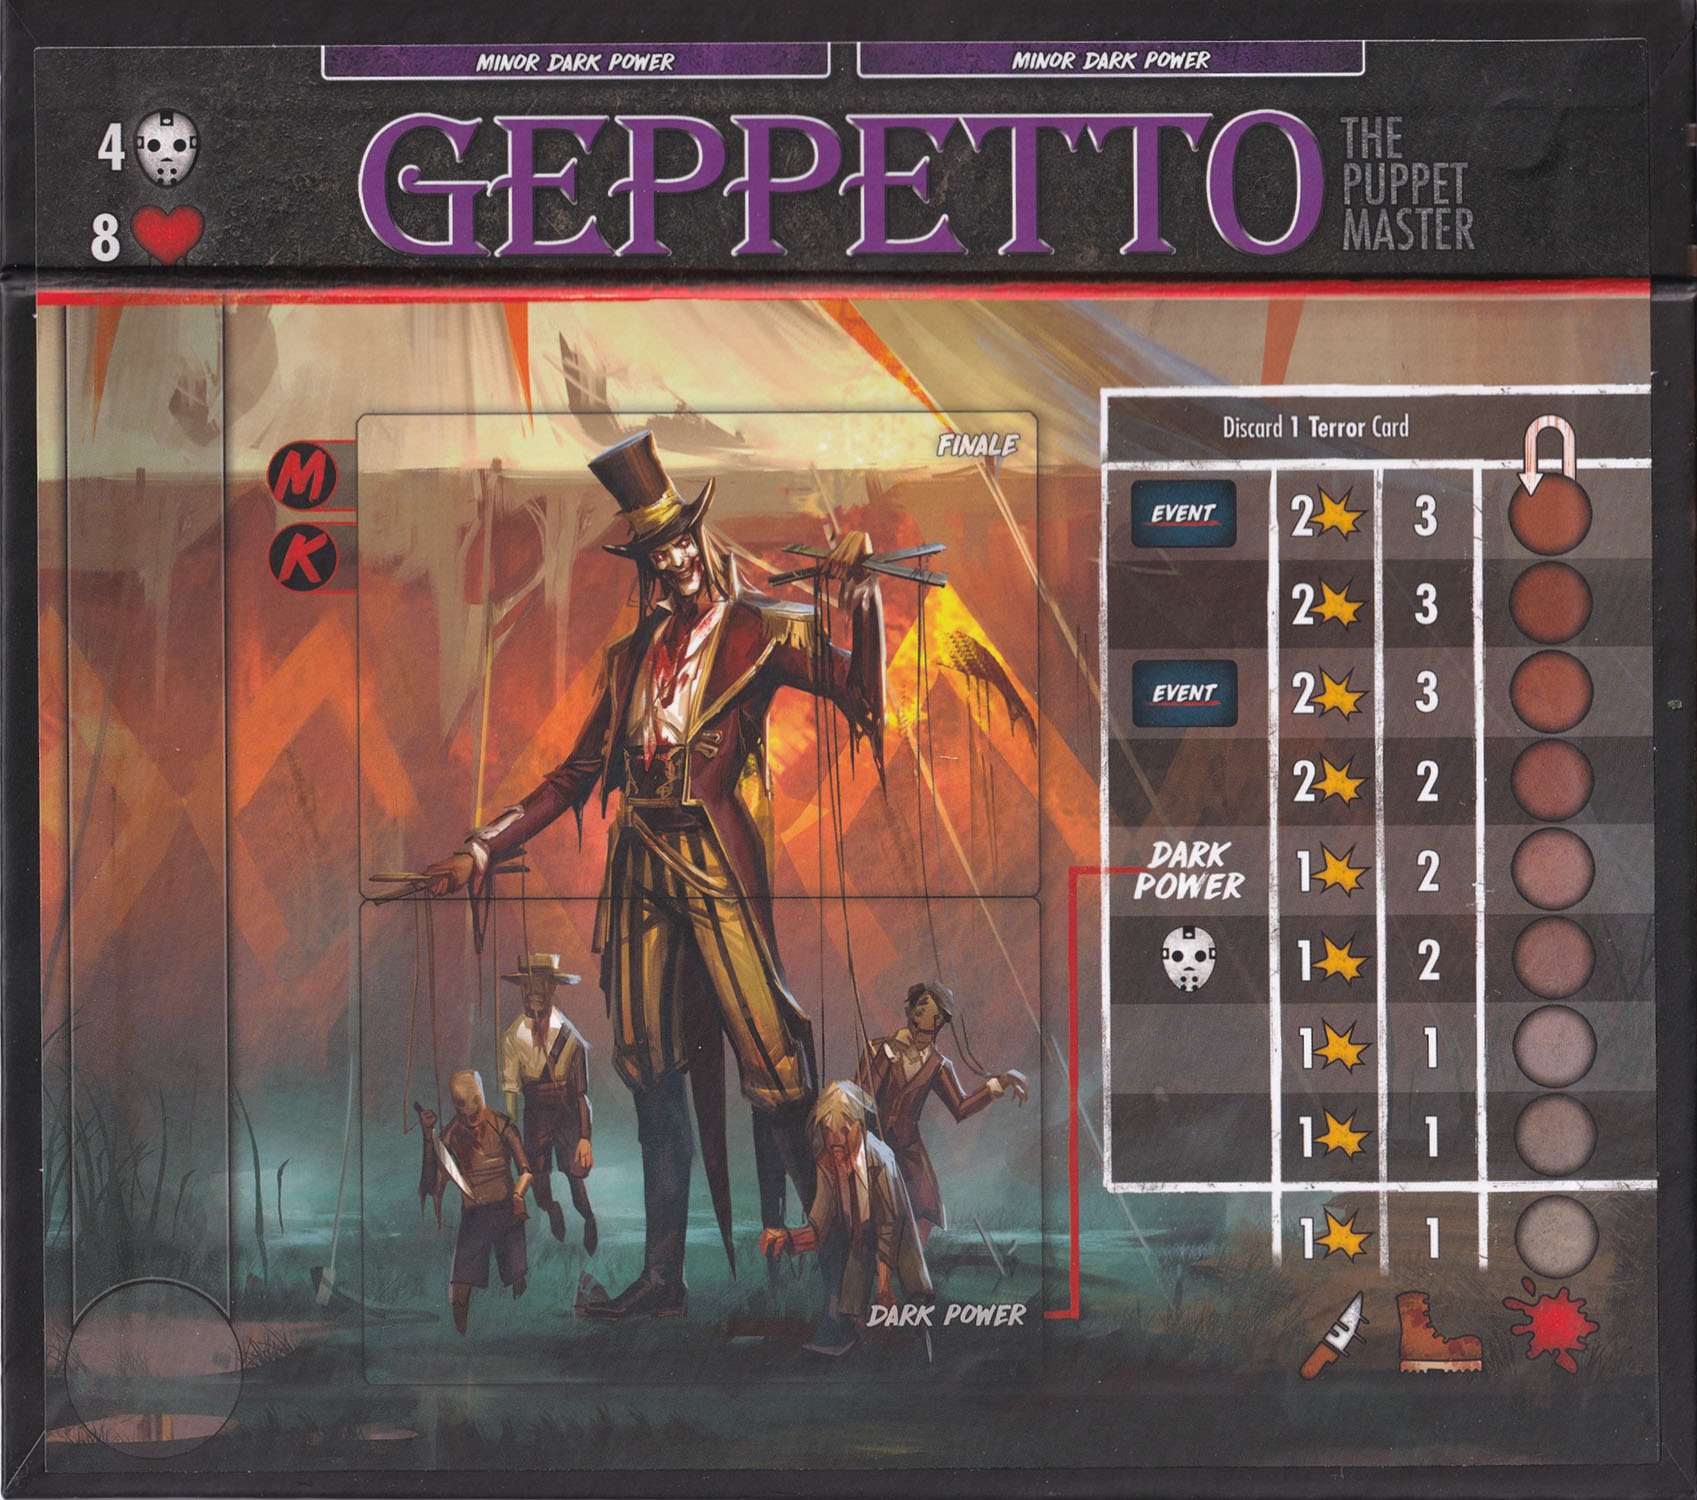 MINOR DARK POWER
MINOR DARK POWER
4
8
GEPPETTO
THE
PUPPET
MASTER
M
K
FINALE
Discard 1 Terror Card
EVENT 2 3
2 3
EVENT 2 3
2 2
DARK
POWER
1 2
1 2
1 1
1 1
1 1
DARK POWER